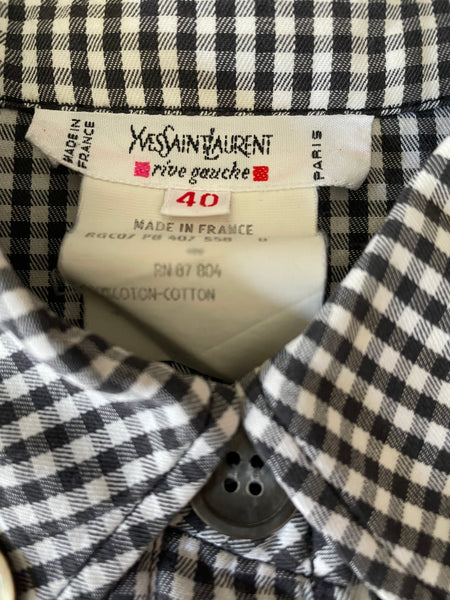 MADE IN
FRANCE
YVESSAINTLAURENT
rive gauche
PARIS
40
MADE IN FRANCE
RN 87 804
COTON-COTTON